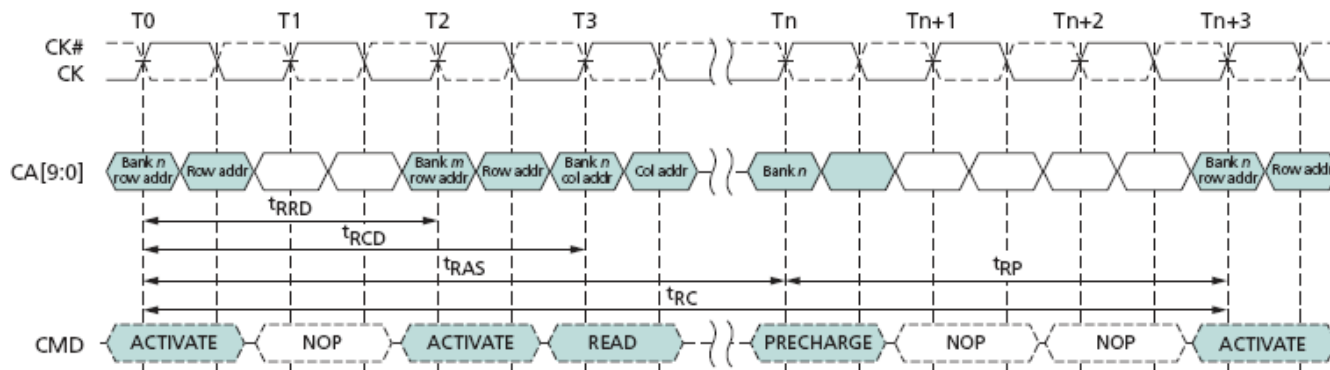 T0 T1 T2 T3 Tn Tn+1 Tn+2 Tn+3
CK#
CK
CA[9:0]
Bank n row addr
Row addr
Bank m row addr
Row addr
Bank n col addr
Col addr
Bank n
Bank n row addr
Row addr
tRRD
tRCD
tRAS tRP
tRC
CMD ACTIVATE NOP ACTIVATE READ PRECHARGE NOP NOP ACTIVATE